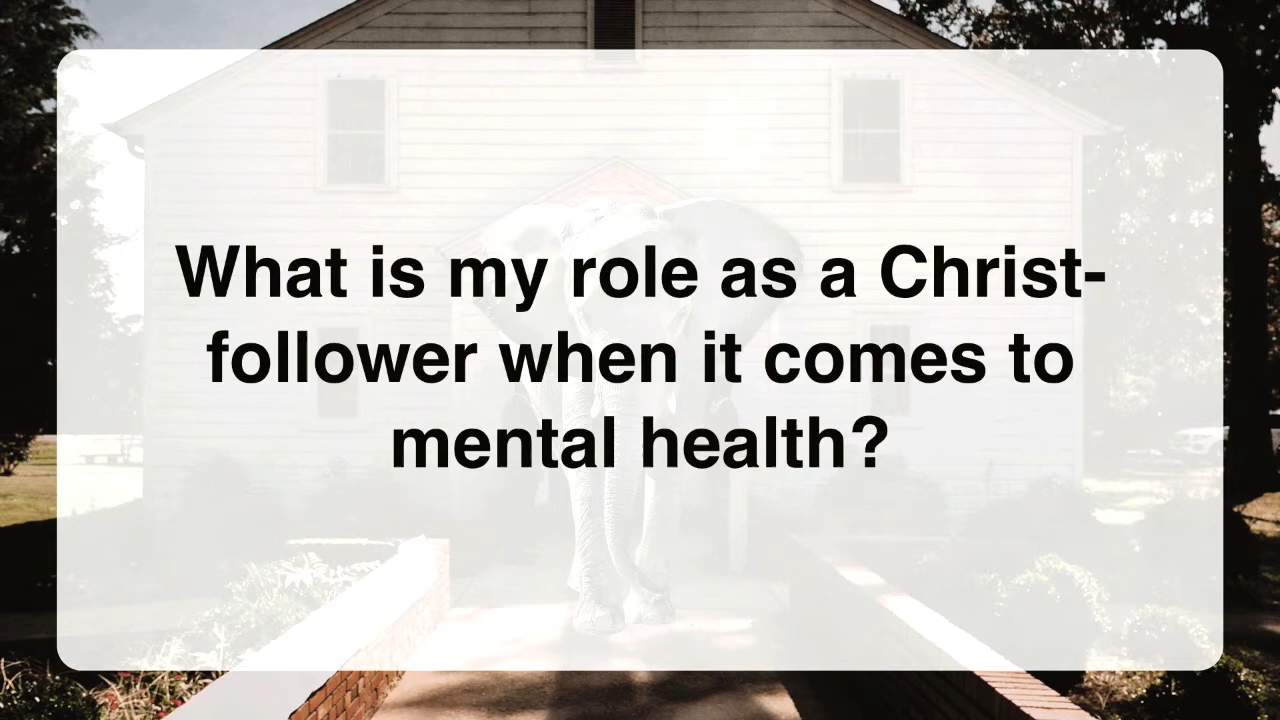 What is my role as a Christ-
follower when it comes to
mental health?